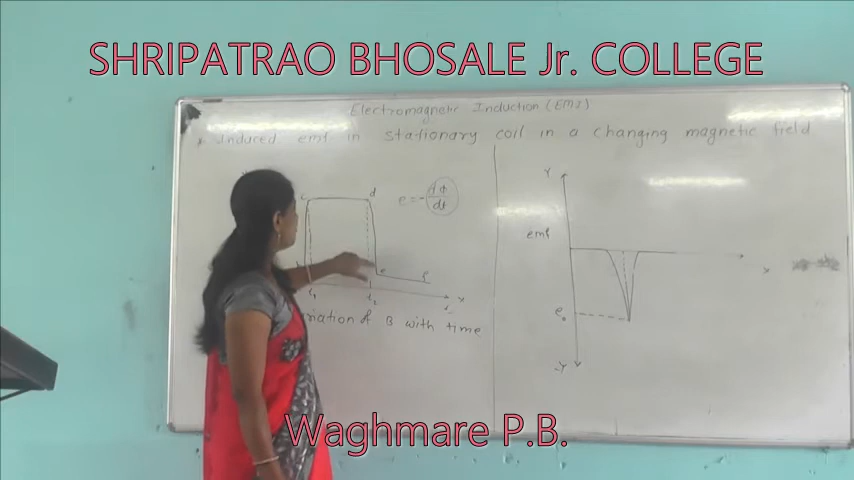 SHRIPATRAO BHOSALE Jr. COLLEGE
Electromagnetic Induction (EMI)
* Induced emf in stationary coil in a changing magnetic field
c d
e = - dΦ/dt
Y
emf
e f
t₁ t₂ t x
x
riation of B with time
e₀
-Y
Waghmare P.B.